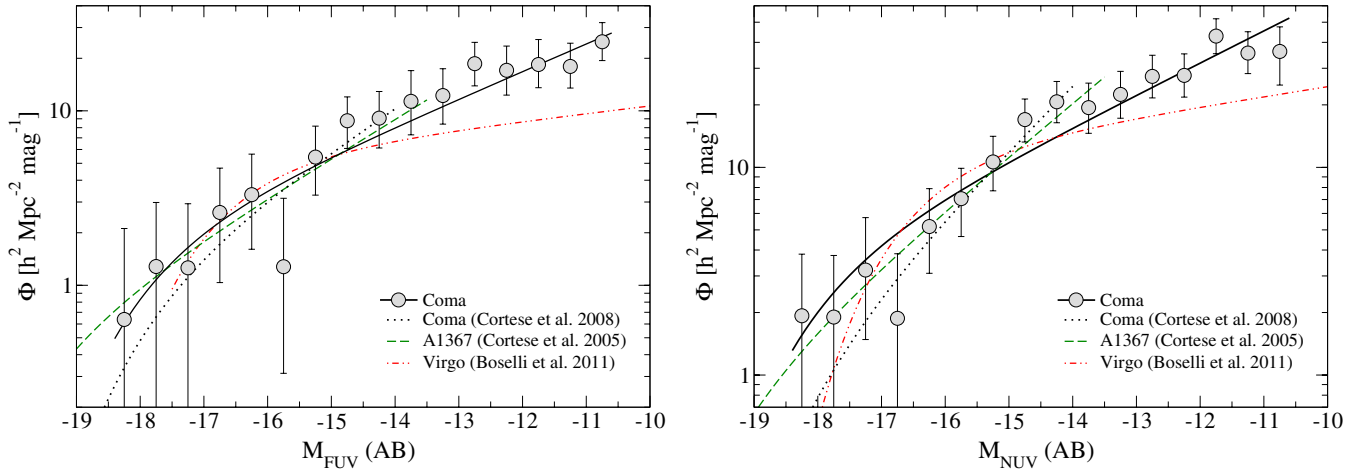 10
1
Φ [h² Mpc⁻² mag⁻¹]
Coma
Coma (Cortese et al. 2008)
A1367 (Cortese et al. 2005)
Virgo (Boselli et al. 2011)
-19 -18 -17 -16 -15 -14 -13 -12 -11 -10
M_FUV (AB)
10
1
Φ [h² Mpc⁻² mag⁻¹]
Coma
Coma (Cortese et al. 2008)
A1367 (Cortese et al. 2005)
Virgo (Boselli et al. 2011)
-19 -18 -17 -16 -15 -14 -13 -12 -11 -10
M_NUV (AB)